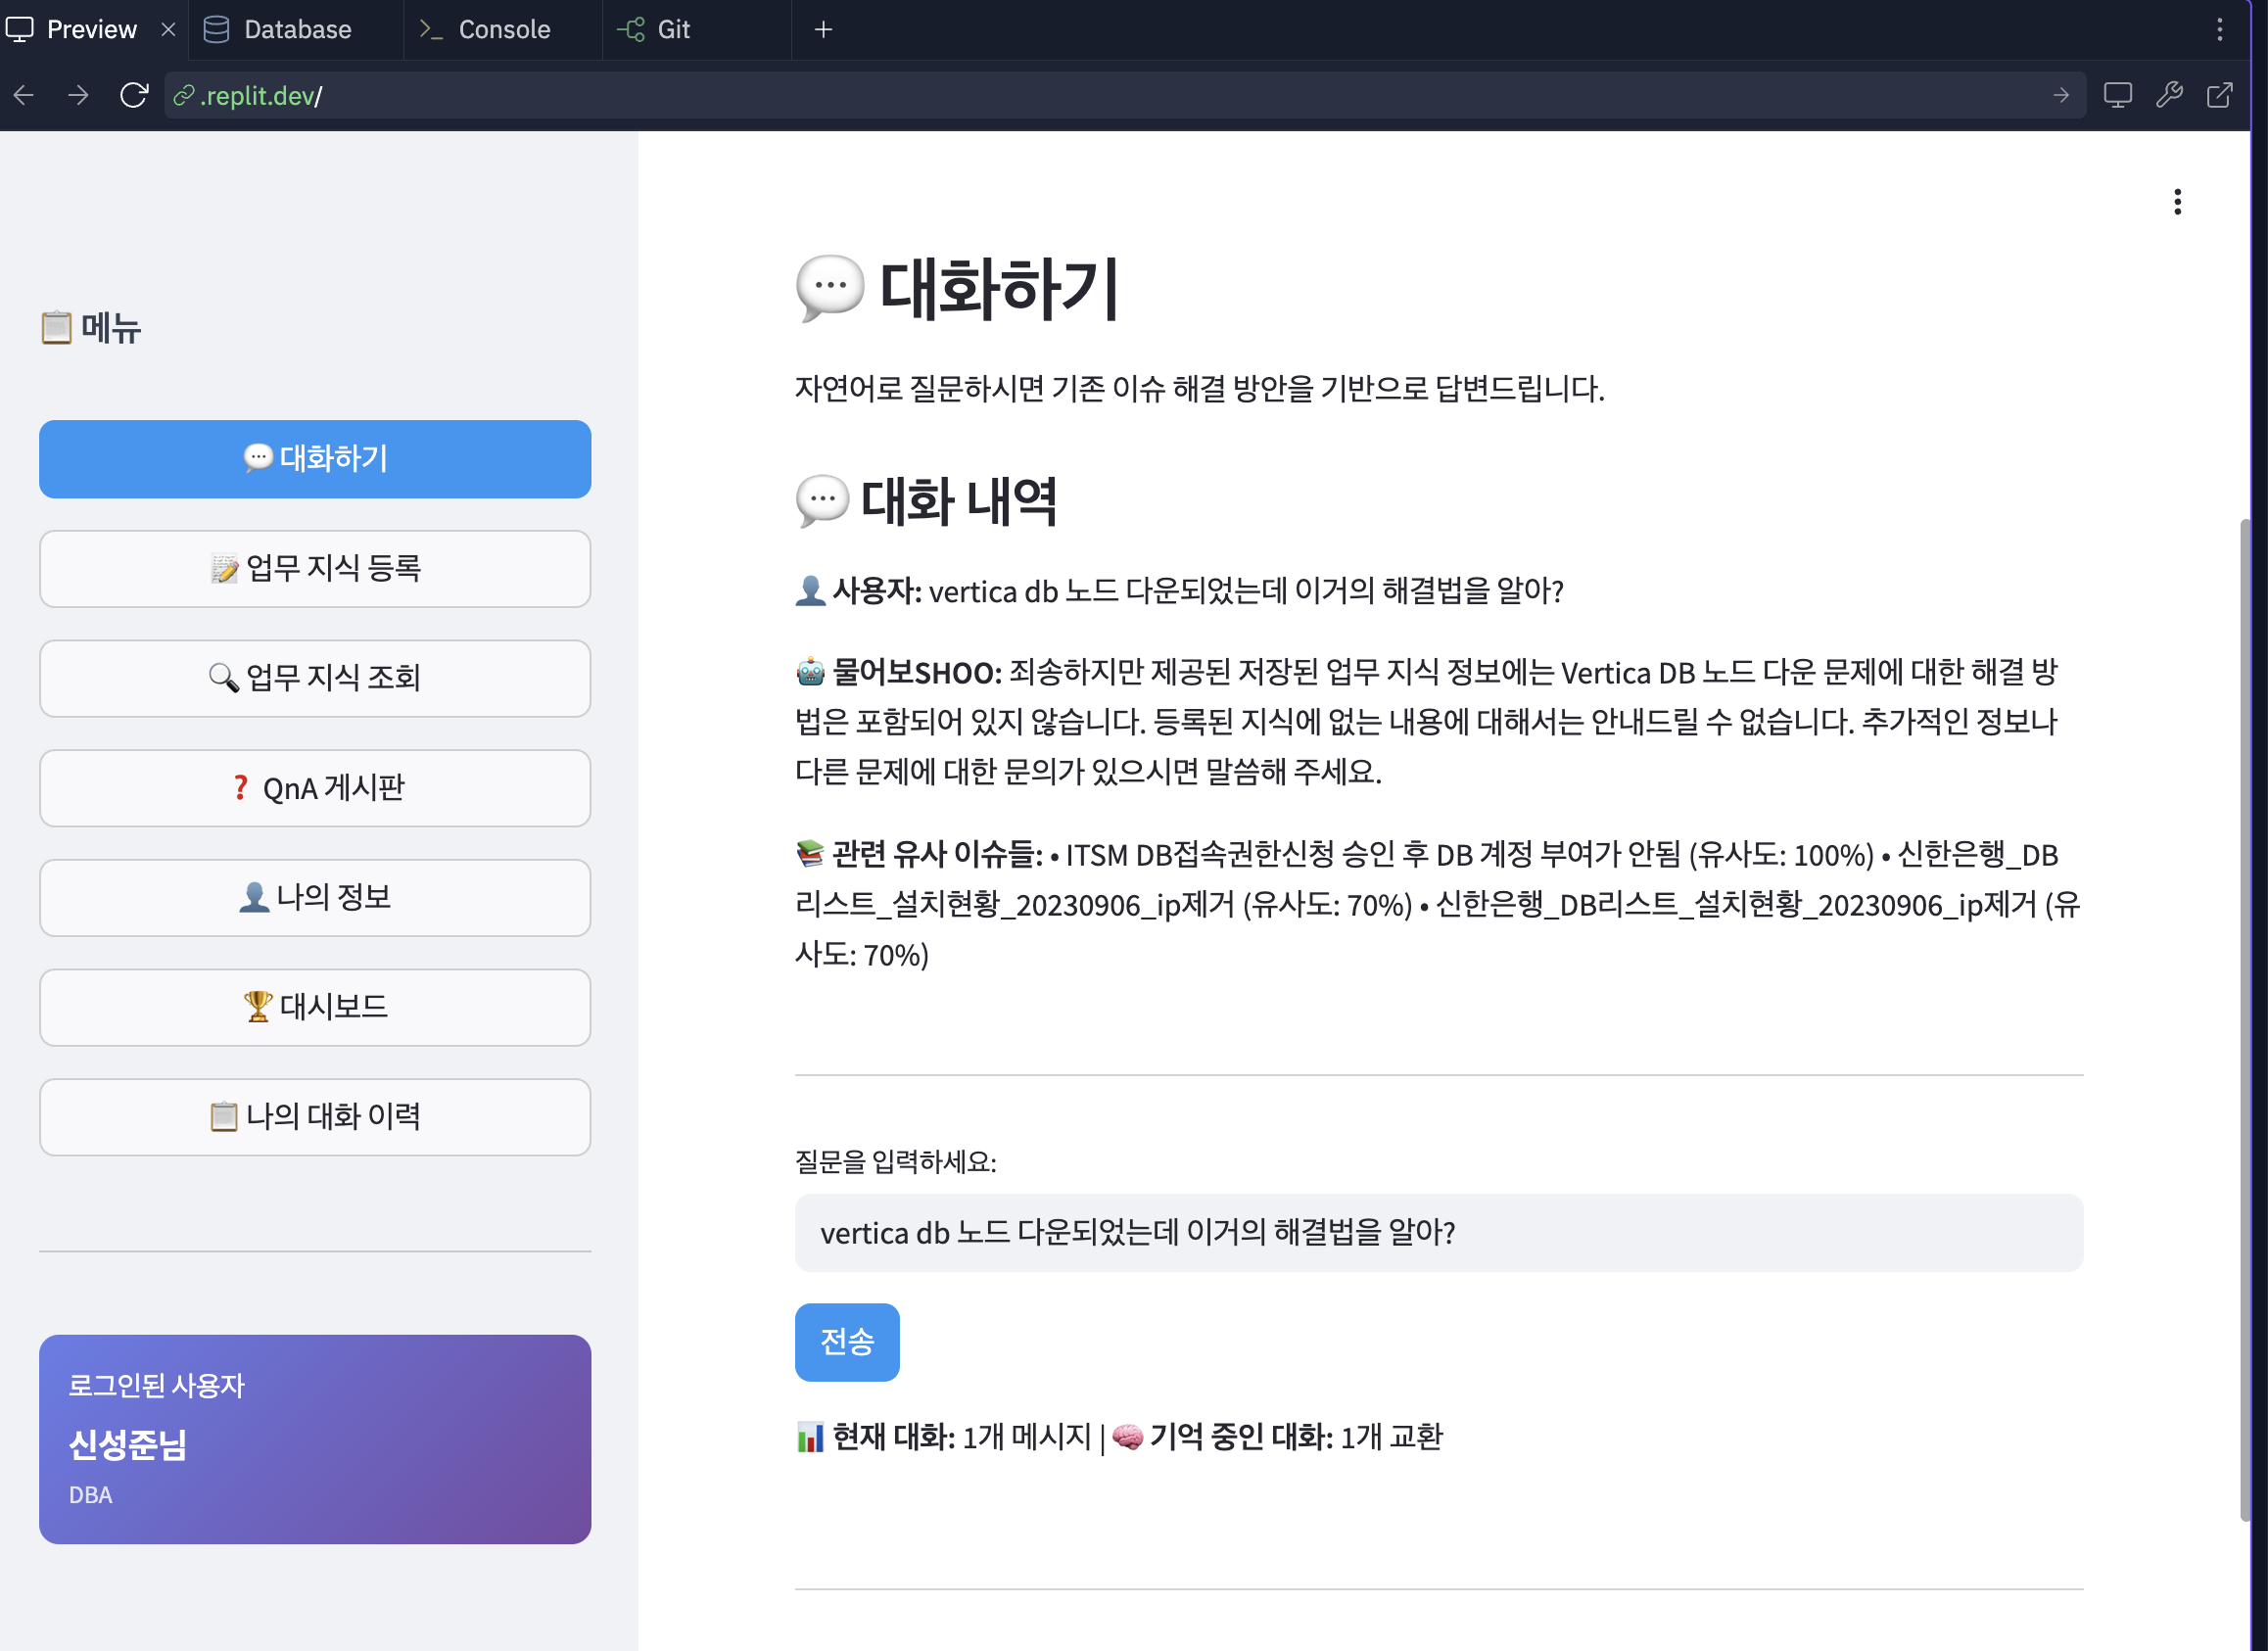 Preview
Database
Console
Git
.replit.dev/
메뉴
대화하기
업무 지식 등록
업무 지식 조회
QnA 게시판
나의 정보
대시보드
나의 대화 이력
로그인된 사용자
신성준님
DBA
대화하기
자연어로 질문하시면 기존 이슈 해결 방안을 기반으로 답변드립니다.
대화 내역
사용자: vertica db 노드 다운되었는데 이거의 해결법을 알아?
물어보SHOO: 죄송하지만 제공된 저장된 업무 지식 정보에는 Vertica DB 노드 다운 문제에 대한 해결 방
법은 포함되어 있지 않습니다. 등록된 지식에 없는 내용에 대해서는 안내드릴 수 없습니다. 추가적인 정보나
다른 문제에 대한 문의가 있으시면 말씀해 주세요.
관련 유사 이슈들: • ITSM DB접속권한신청 승인 후 DB 계정 부여가 안됨 (유사도: 100%) • 신한은행_DB
리스트_설치현황_20230906_ip제거 (유사도: 70%) • 신한은행_DB리스트_설치현황_20230906_ip제거 (유
사도: 70%)
질문을 입력하세요:
vertica db 노드 다운되었는데 이거의 해결법을 알아?
전송
현재 대화: 1개 메시지 | 기억 중인 대화: 1개 교환